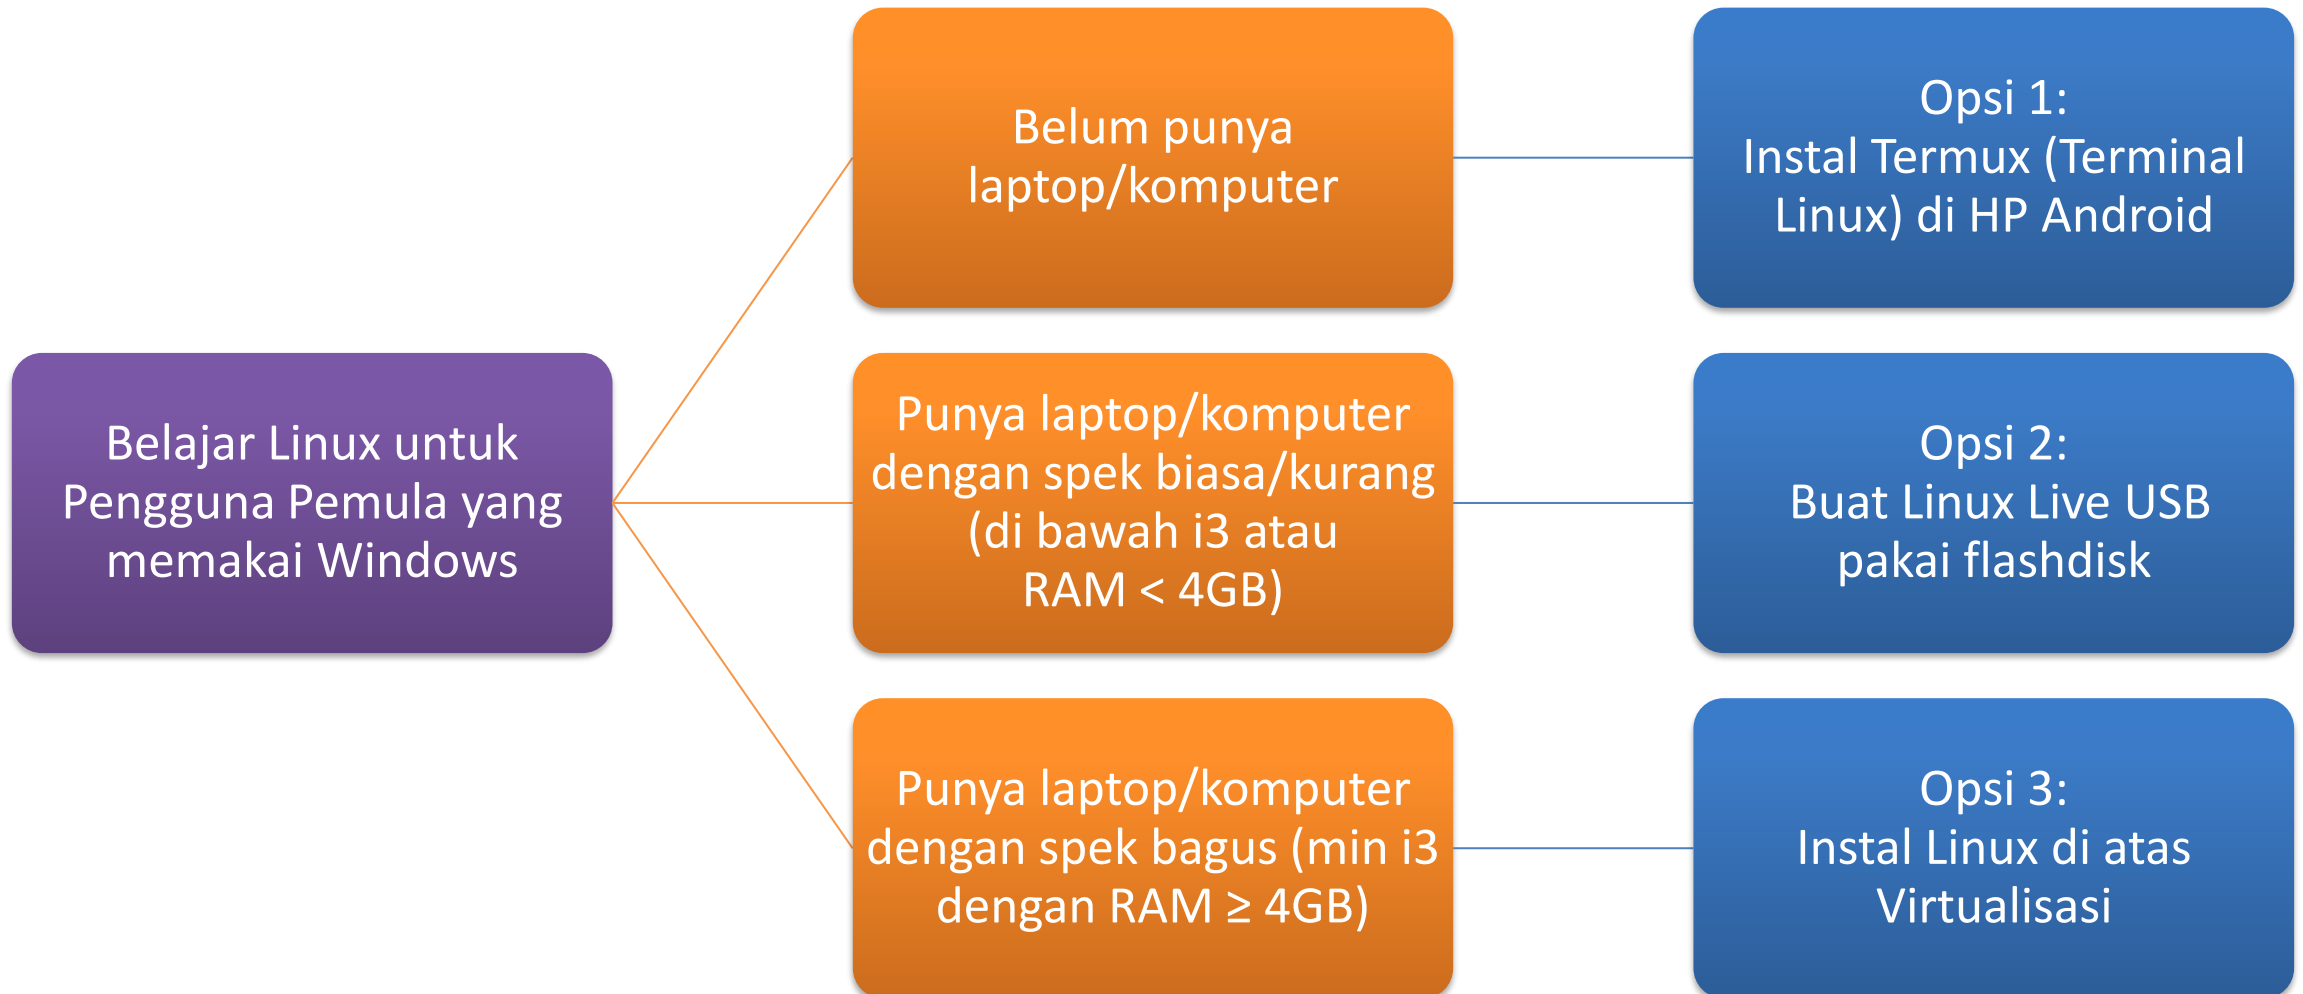 Belajar Linux untuk
Pengguna Pemula yang
memakai Windows
Belum punya
laptop/komputer
Opsi 1:
Instal Termux (Terminal
Linux) di HP Android
Punya laptop/komputer
dengan spek biasa/kurang
(di bawah i3 atau
RAM < 4GB)
Opsi 2:
Buat Linux Live USB
pakai flashdisk
Punya laptop/komputer
dengan spek bagus (min i3
dengan RAM ≥ 4GB)
Opsi 3:
Instal Linux di atas
Virtualisasi